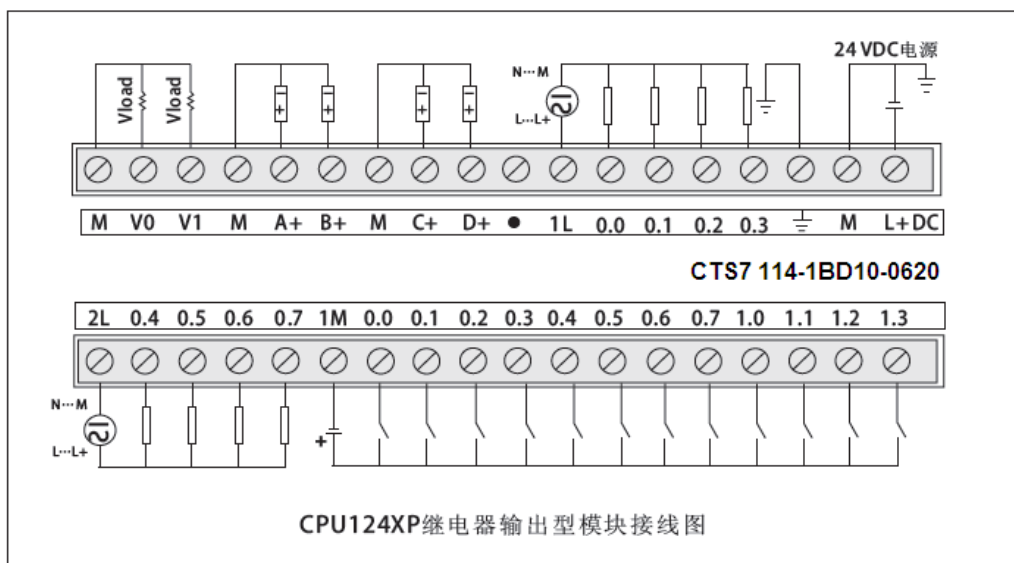 24 VDC电源
N···M
L···L+
Vload
Vload
M V0 V1 M A+ B+ M C+ D+ ● 1L 0.0 0.1 0.2 0.3 ⏚ M L+ DC
CTS7 114-1BD10-0620
2L 0.4 0.5 0.6 0.7 1M 0.0 0.1 0.2 0.3 0.4 0.5 0.6 0.7 1.0 1.1 1.2 1.3
N···M
L···L+
CPU124XP继电器输出型模块接线图